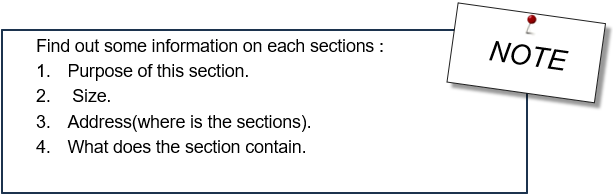 Find out some information on each sections :
1. Purpose of this section.
2. Size.
3. Address(where is the sections).
4. What does the section contain.
NOTE